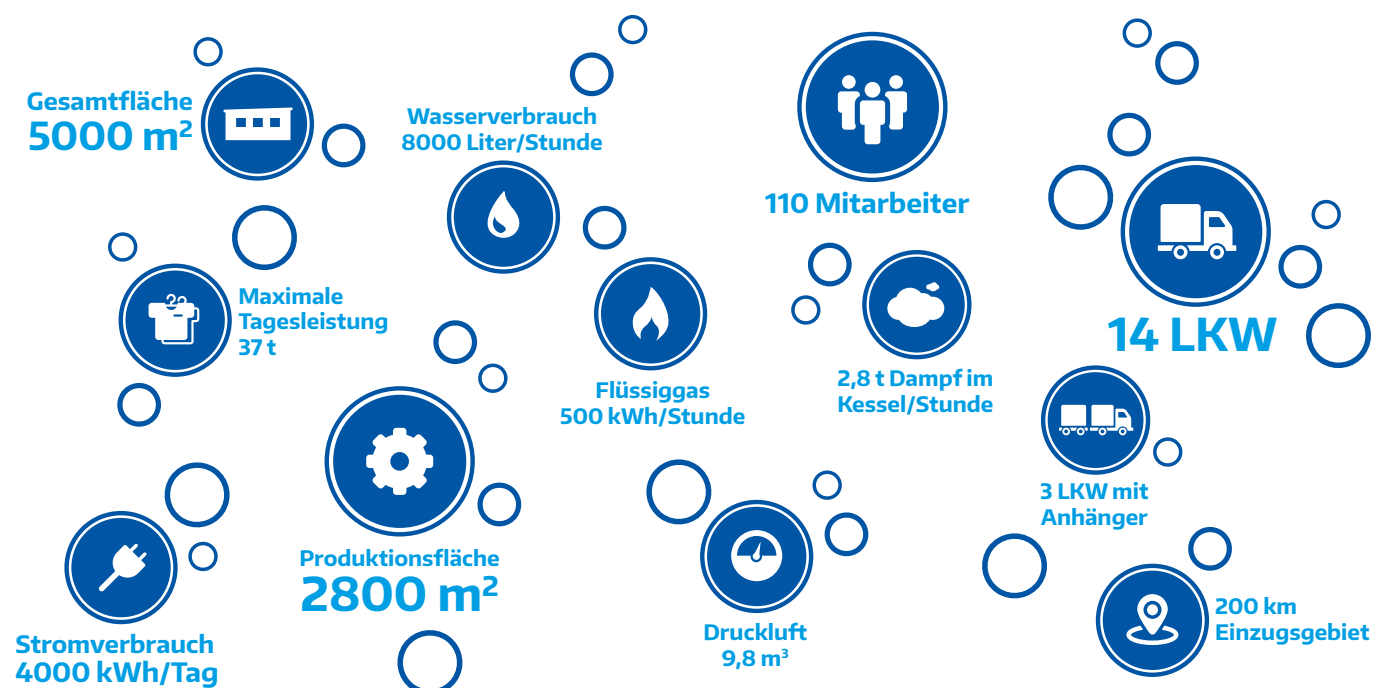 Gesamtfläche
5000 m²
Wasserverbrauch
8000 Liter/Stunde
110 Mitarbeiter
14 LKW
Maximale
Tagesleistung
37 t
Flüssiggas
500 kWh/Stunde
2,8 t Dampf im
Kessel/Stunde
3 LKW mit
Anhänger
Produktionsfläche
2800 m²
Stromverbrauch
4000 kWh/Tag
Druckluft
9,8 m³
200 km
Einzugsgebiet